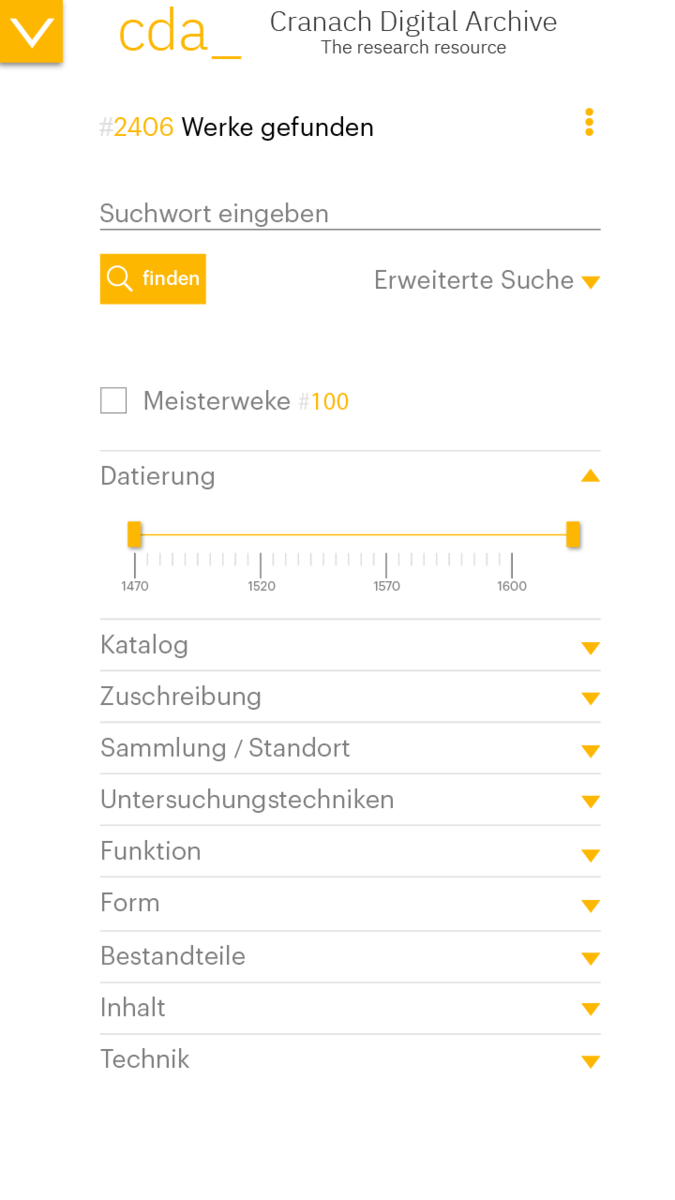 cda_
Cranach Digital Archive
The research resource
#2406 Werke gefunden
Suchwort eingeben
finden
Erweiterte Suche
Meisterweke #100
Datierung
1470 1520 1570 1600
Katalog
Zuschreibung
Sammlung / Standort
Untersuchungstechniken
Funktion
Form
Bestandteile
Inhalt
Technik